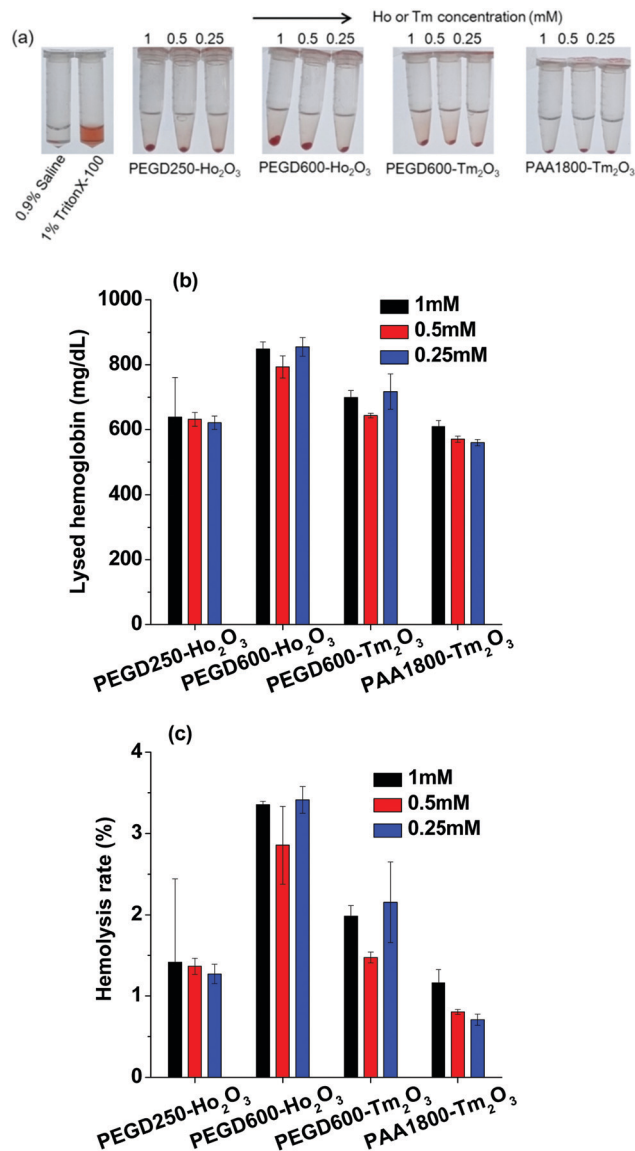 Ho or Tm concentration (mM)
(a)
1 0.5 0.25
1 0.5 0.25
1 0.5 0.25
1 0.5 0.25
0.9% Saline
1% TritonX-100
PEGD250-Ho₂O₃
PEGD600-Ho₂O₃
PEGD600-Tm₂O₃
PAA1800-Tm₂O₃
(b)
1mM
0.5mM
0.25mM
Lysed hemoglobin (mg/dL)
1000
800
600
400
200
0
PEGD250-Ho₂O₃
PEGD600-Ho₂O₃
PEGD600-Tm₂O₃
PAA1800-Tm₂O₃
(c)
1mM
0.5mM
0.25mM
Hemolysis rate (%)
4
3
2
1
0
PEGD250-Ho₂O₃
PEGD600-Ho₂O₃
PEGD600-Tm₂O₃
PAA1800-Tm₂O₃